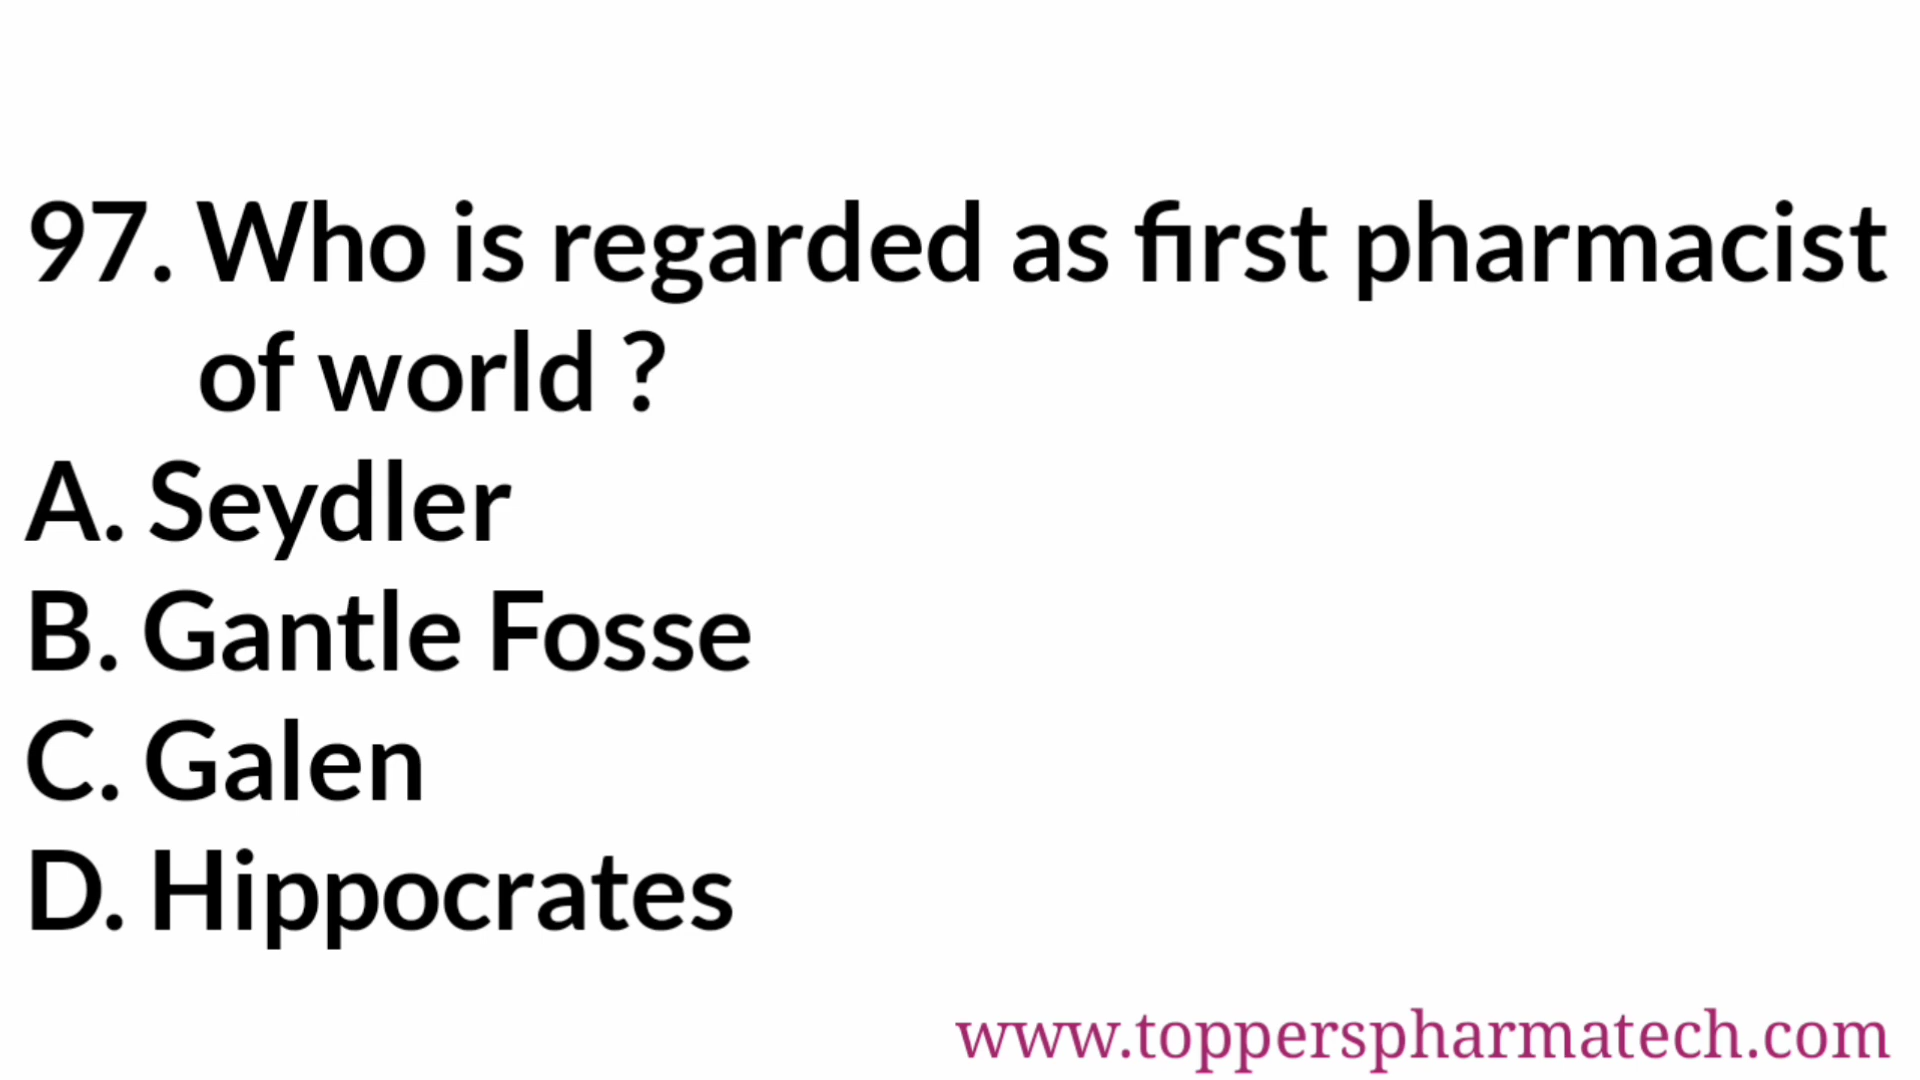 97. Who is regarded as first pharmacist
of world ?
A. Seydler
B. Gantle Fosse
C. Galen
D. Hippocrates
www.topperspharmatech.com